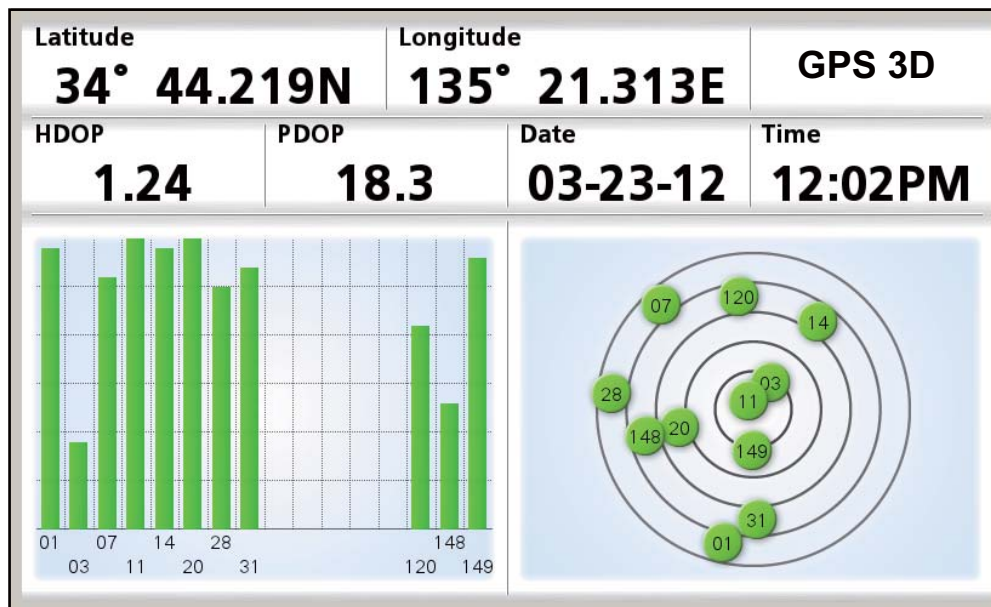 Latitude
34° 44.219N
Longitude
135° 21.313E
GPS 3D
HDOP
1.24
PDOP
18.3
Date
03-23-12
Time
12:02PM
01 07 14 28 148
03 11 20 31 120 149
07
120
14
28
03
11
148
20
149
31
01